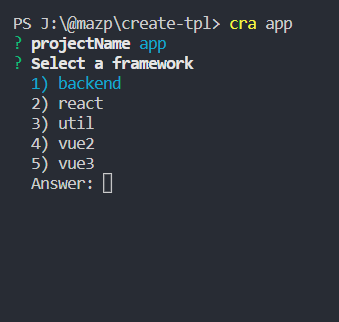 PS J:\@mazp\create-tpl> cra app
? projectName app
? Select a framework
1) backend
2) react
3) util
4) vue2
5) vue3
Answer: